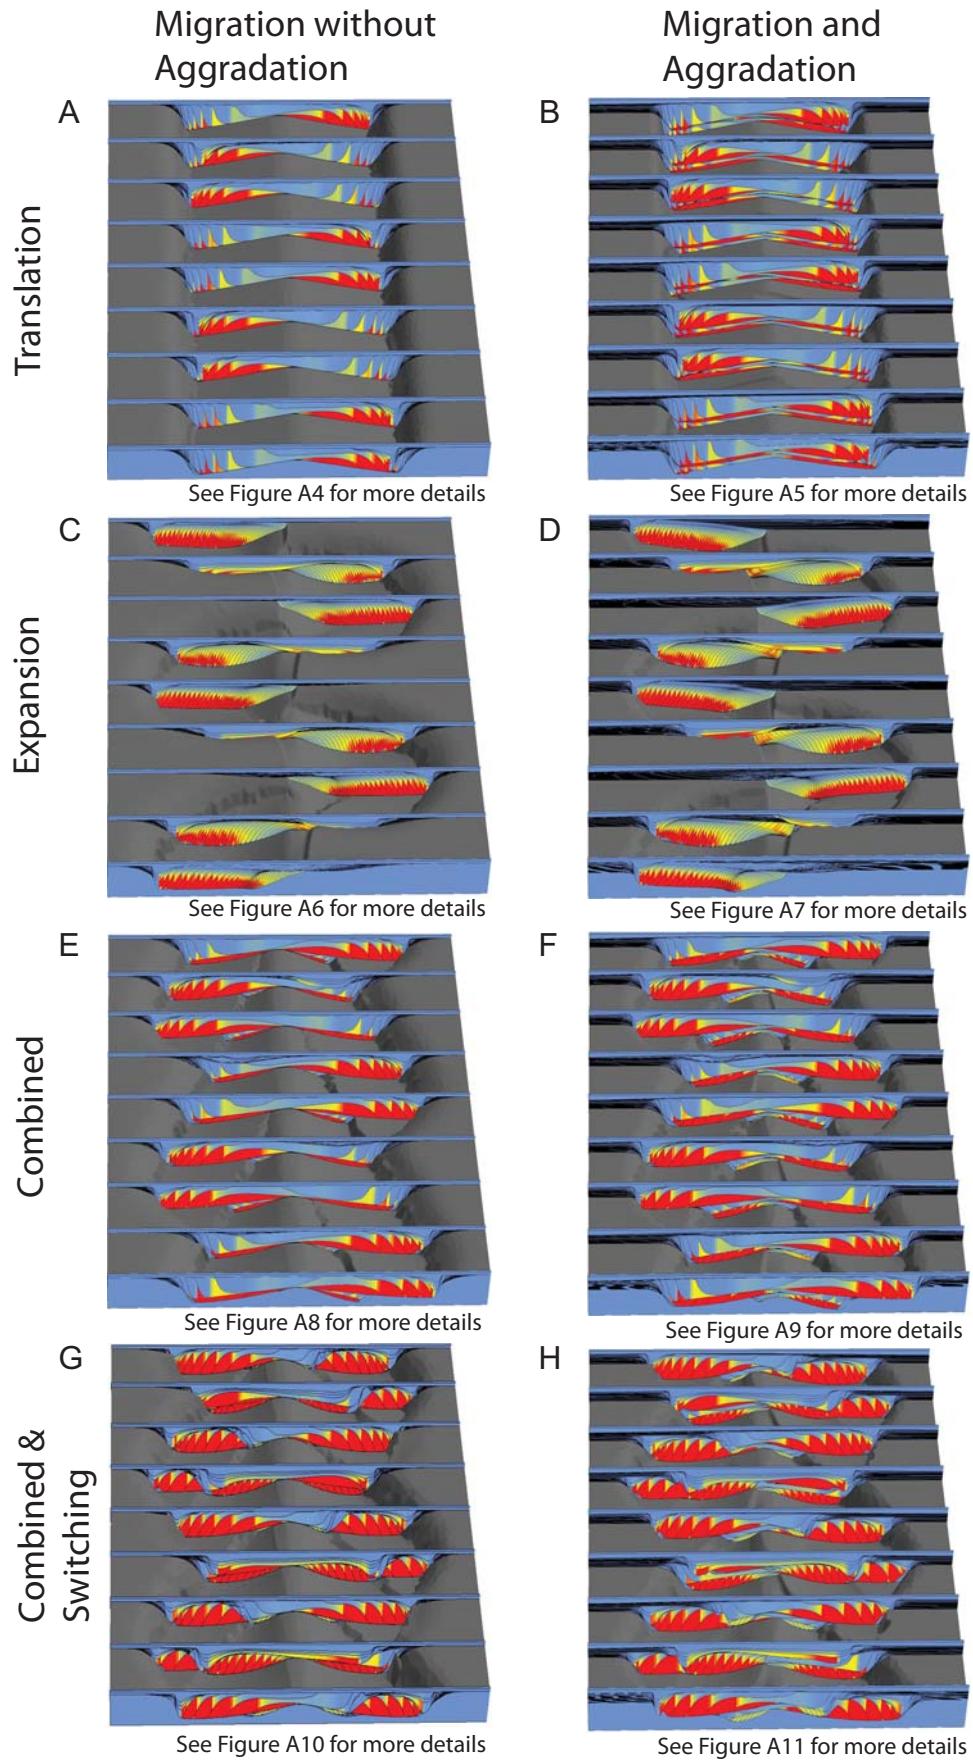 Migration without
Aggradation
Migration and
Aggradation
A
B
Translation
See Figure A4 for more details
See Figure A5 for more details
C
D
Expansion
See Figure A6 for more details
See Figure A7 for more details
E
F
Combined
See Figure A8 for more details
See Figure A9 for more details
G
H
Combined &
Switching
See Figure A10 for more details
See Figure A11 for more details